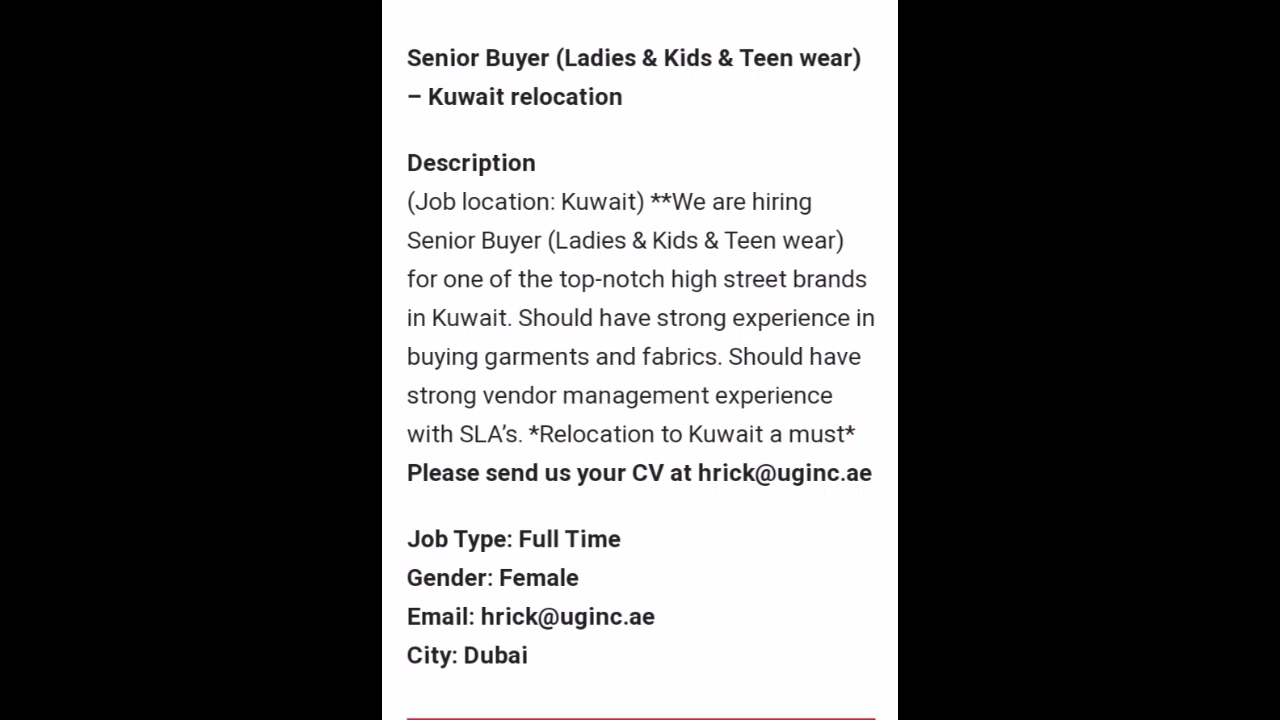 Senior Buyer (Ladies & Kids & Teen wear)
– Kuwait relocation
Description
(Job location: Kuwait) **We are hiring
Senior Buyer (Ladies & Kids & Teen wear)
for one of the top-notch high street brands
in Kuwait. Should have strong experience in
buying garments and fabrics. Should have
strong vendor management experience
with SLA’s. *Relocation to Kuwait a must*
Please send us your CV at hrick@uginc.ae
Job Type: Full Time
Gender: Female
Email: hrick@uginc.ae
City: Dubai